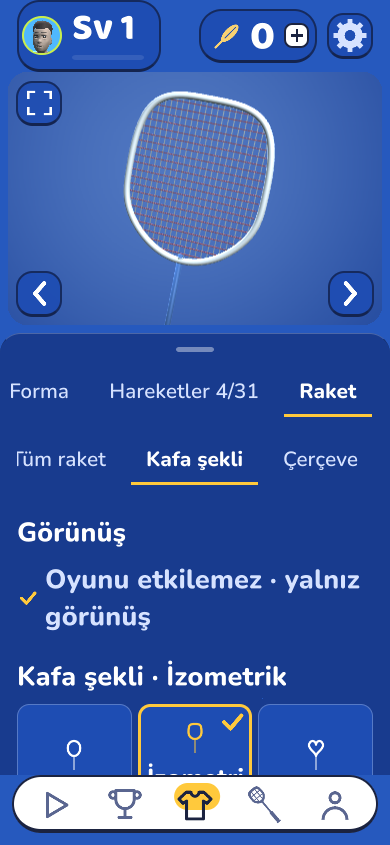 Sv 1
0
Forma Hareketler 4/31 Raket
Tüm raket Kafa şekli Çerçeve
Görünüş
Oyunu etkilemez · yalnız
görünüş
Kafa şekli · İzometrik